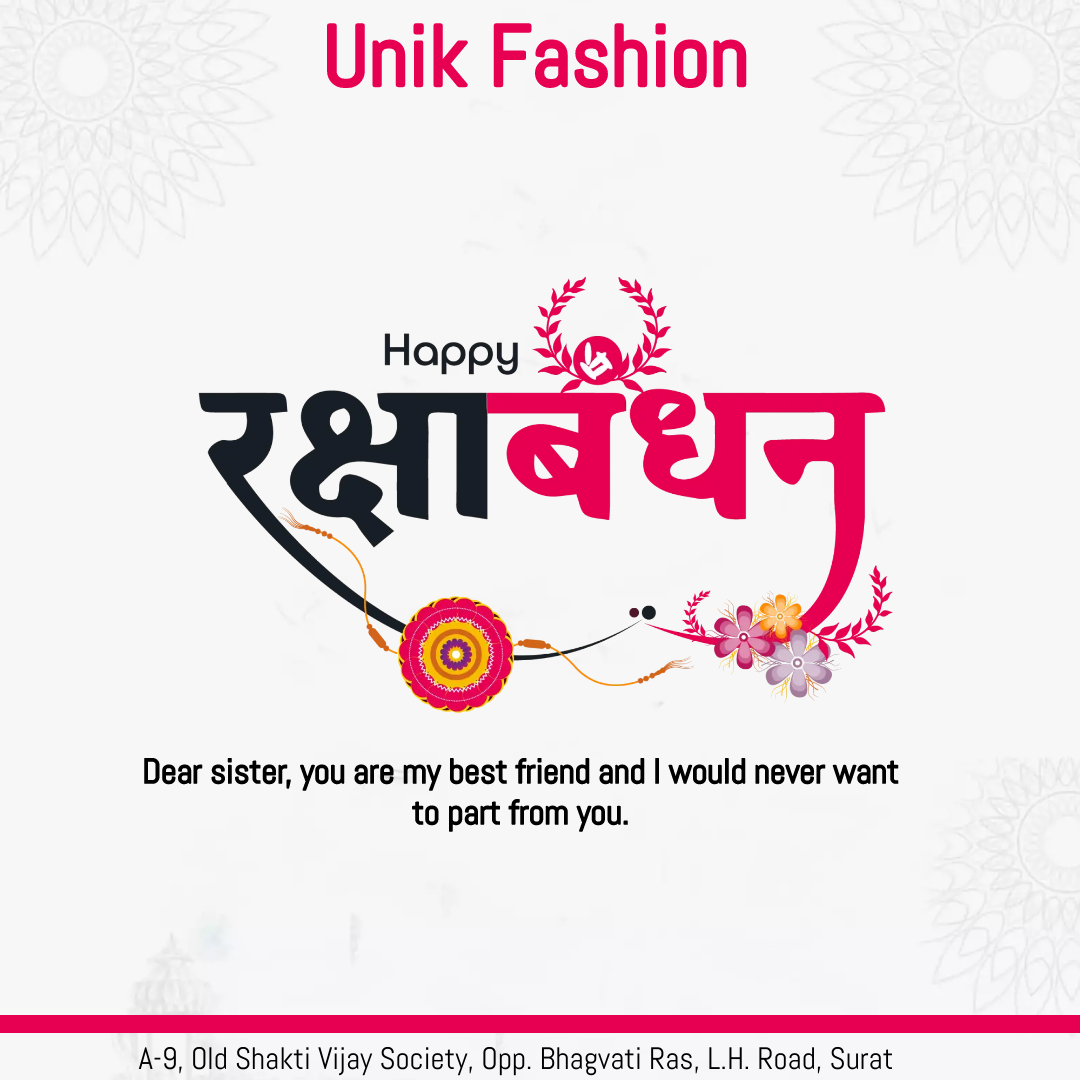 Unik Fashion
Happy
रक्षाबंधन
Dear sister, you are my best friend and I would never want
to part from you.
A-9, Old Shakti Vijay Society, Opp. Bhagvati Ras, L.H. Road, Surat